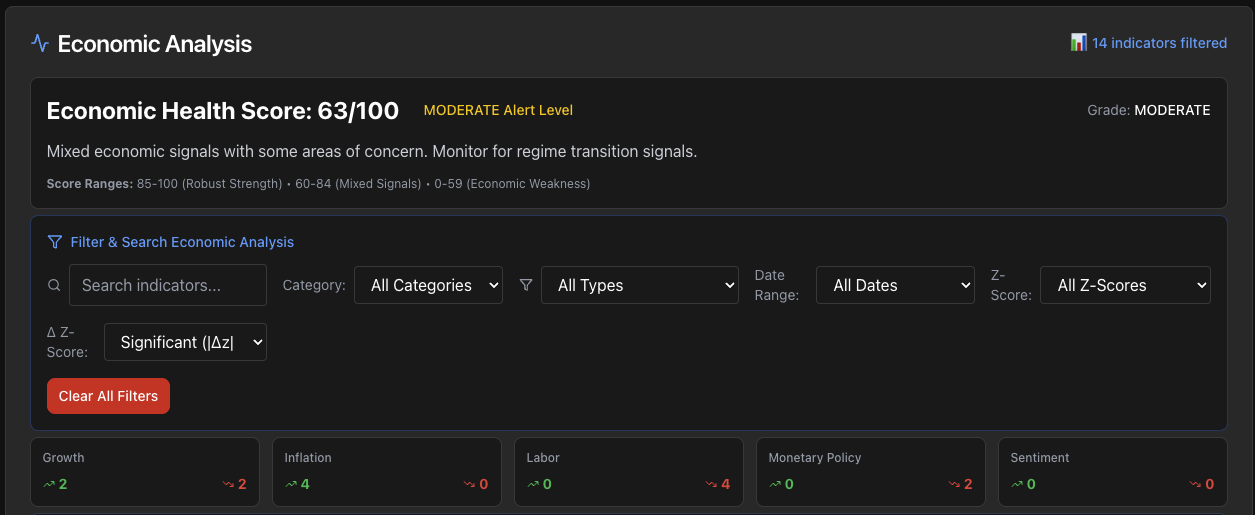 Economic Analysis
14 indicators filtered
Economic Health Score: 63/100 MODERATE Alert Level Grade: MODERATE
Mixed economic signals with some areas of concern. Monitor for regime transition signals.
Score Ranges: 85-100 (Robust Strength) • 60-84 (Mixed Signals) • 0-59 (Economic Weakness)
Filter & Search Economic Analysis
Search indicators...
Category: All Categories
All Types
Date Range: All Dates
Z-Score: All Z-Scores
Δ Z-Score: Significant (|Δz|
Clear All Filters
Growth
2 2
Inflation
4 0
Labor
0 4
Monetary Policy
0 2
Sentiment
0 0